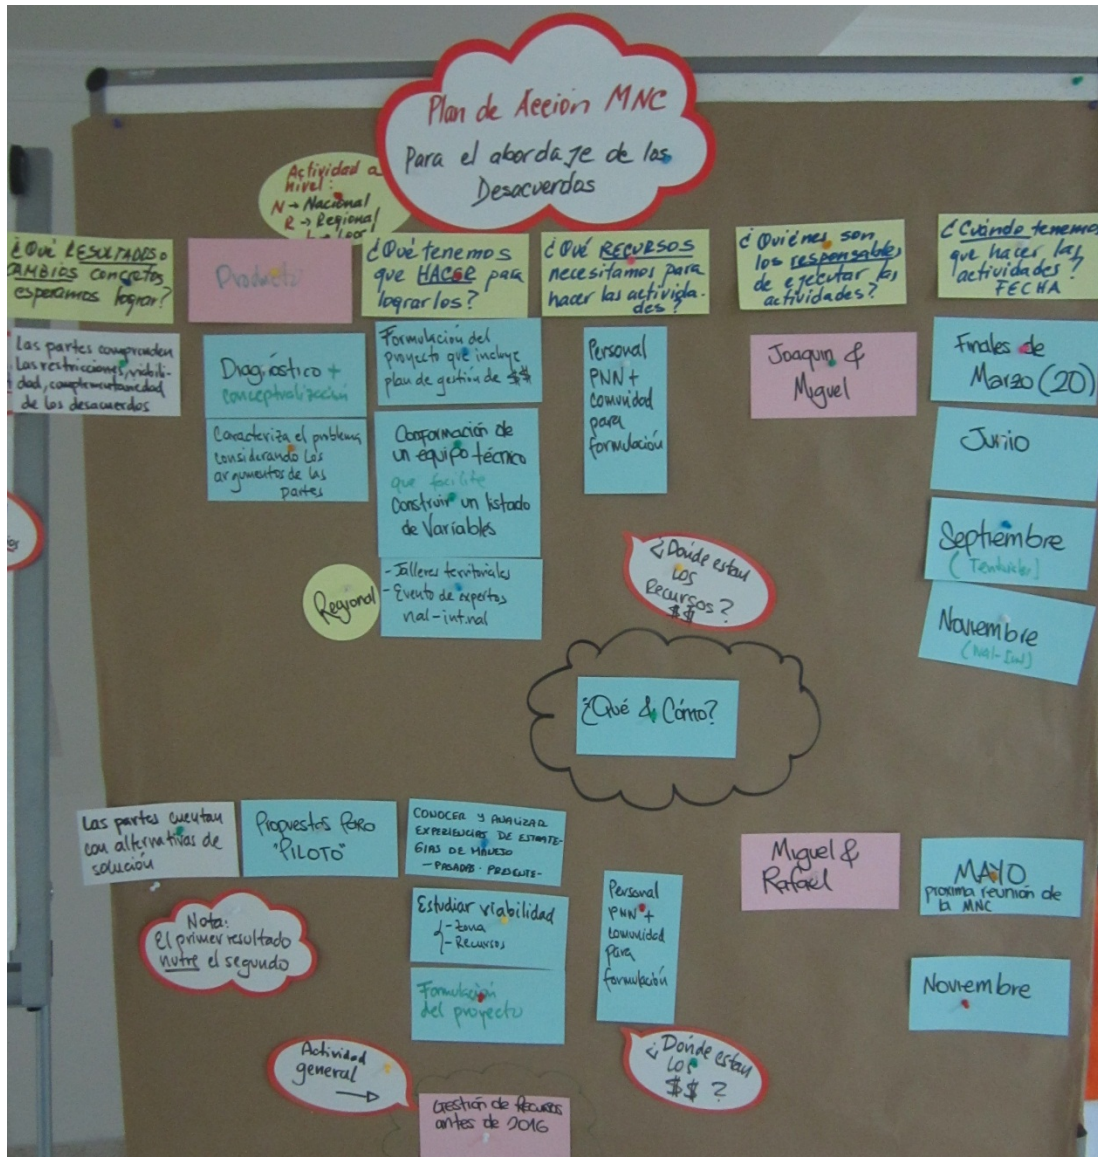 Plan de Acción MNC
Para el abordaje de los
Desacuerdos
Actividad a
nivel:
N → Nacional
R → Regional
¿Qué RESULTADOS o
CAMBIOS concretos
esperamos lograr?
Producto
¿Qué tenemos
que HACER para
lograrlos?
¿Qué RECURSOS
necesitamos para
hacer las activida-
des?
¿Quiénes son
los responsables
de ejecutar las
actividades?
¿Cuándo tenemos
que hacer las
actividades?
FECHA
Las partes comprenden
las restricciones, viabili-
dad, complementariedad
de los desacuerdos
Diagnóstico +
conceptualización
Caracteriza el problema
considerando los
argumentos de las
partes
Formulación del
proyecto que incluye
plan de gestión de $$
Conformación de
un equipo técnico
que facilite
Construir un listado
de Variables
Regional
- Talleres territoriales
- Evento de expertos
nal-int.nal
Personal
PNN +
comunidad
para
formulación
¿Dónde estan
los
Recursos?
$$
Joaquin &
Miguel
Finales de
Marzo (20)
Junio
Septiembre
Noviembre
¿Qué & Cómo?
Las partes cuentan
con alternativas de
solución
Propuestas Para
"PILOTO"
CONOCER Y ANALIZAR
EXPERIENCIAS DE ESTRATE-
GIAS DE MANEJO
- PASADAS - PRESENTE -
Estudiar viabilidad
- Zona
- Recursos
Formulación
del proyecto
Personal
PNN +
comunidad
para
formulación
Miguel &
Rafael
MAYO
proxima reunión de
la MNC
Noviembre
Nota:
El primer resultado
nutre el segundo
Actividad
general
→
¿Dónde estan
los
$$ ?
Gestión de Recursos
antes de 2016